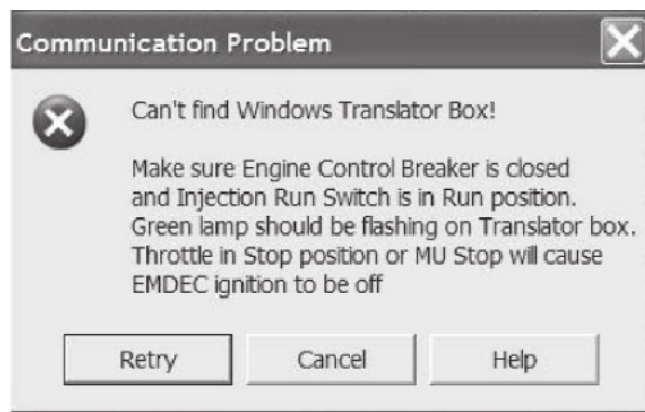 Communication Problem
Can't find Windows Translator Box!
Make sure Engine Control Breaker is closed
and Injection Run Switch is in Run position.
Green lamp should be flashing on Translator box.
Throttle in Stop position or MU Stop will cause
EMDEC ignition to be off
Retry
Cancel
Help